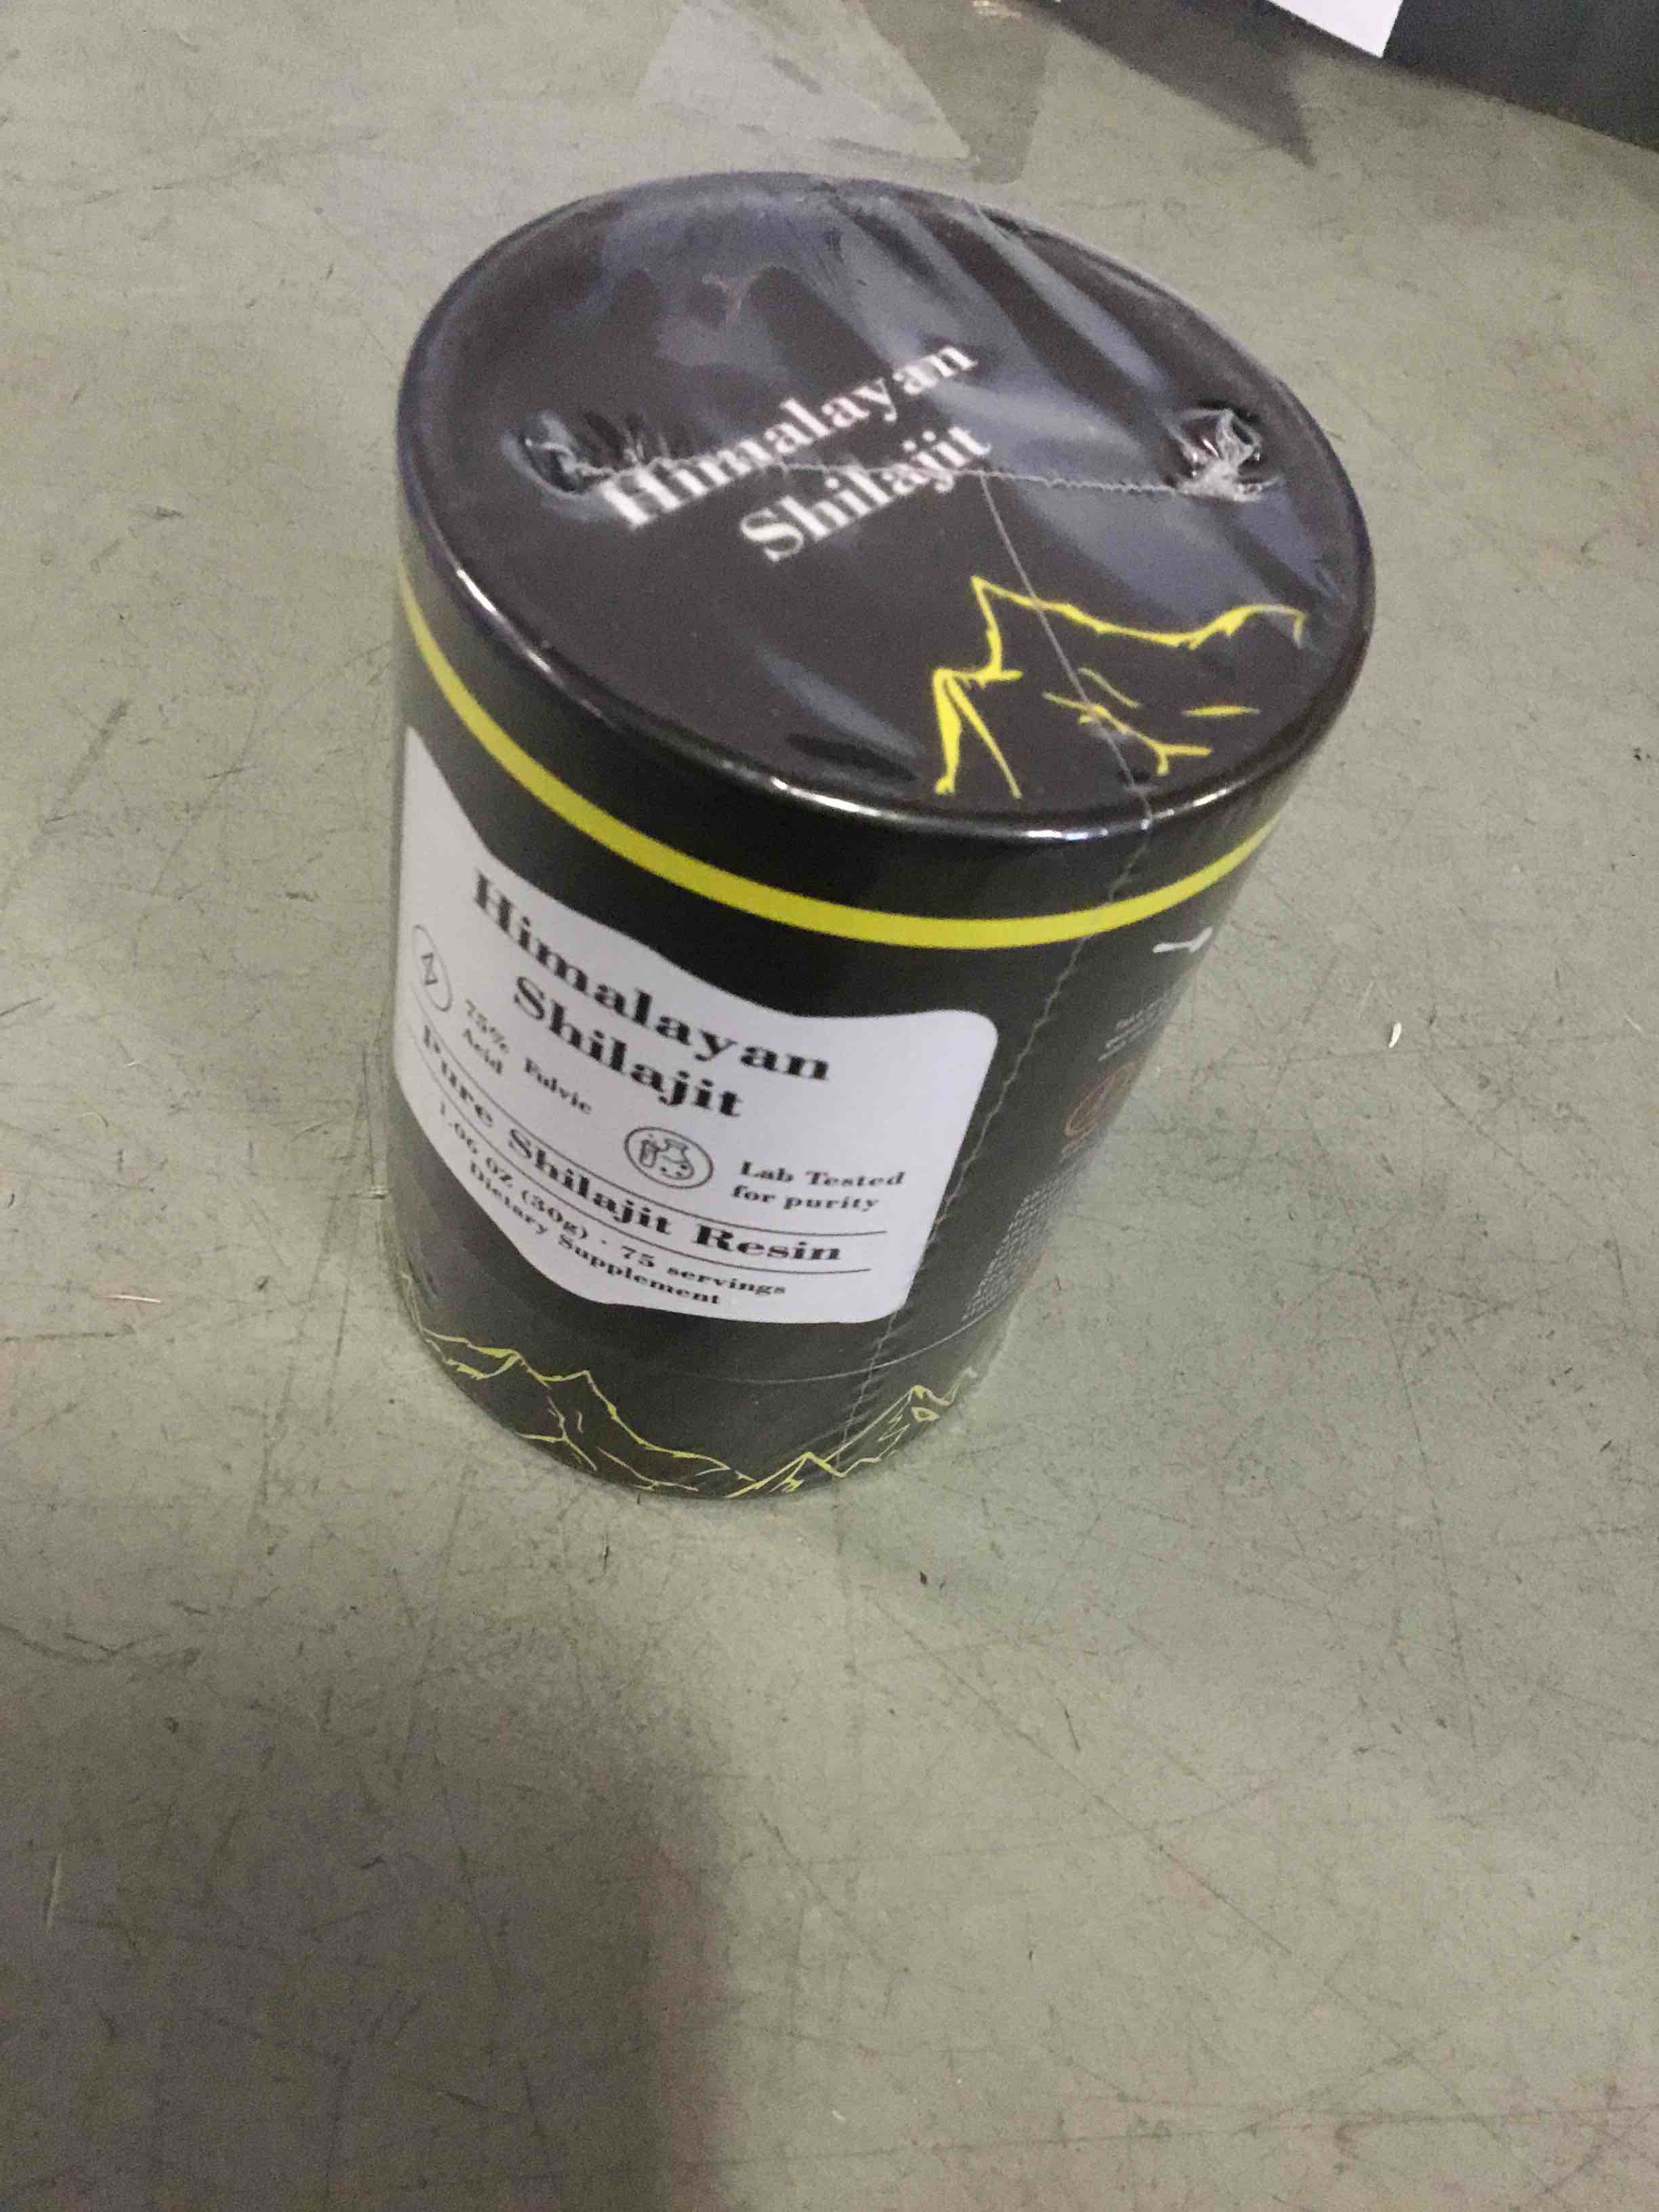 Himalayan
Shilajit
Himalayan
Shilajit
75% Fulvic
Acid
Lab Tested
for purity
Pure Shilajit Resin
1.06 oz (30g) · 75 servings
Dietary Supplement